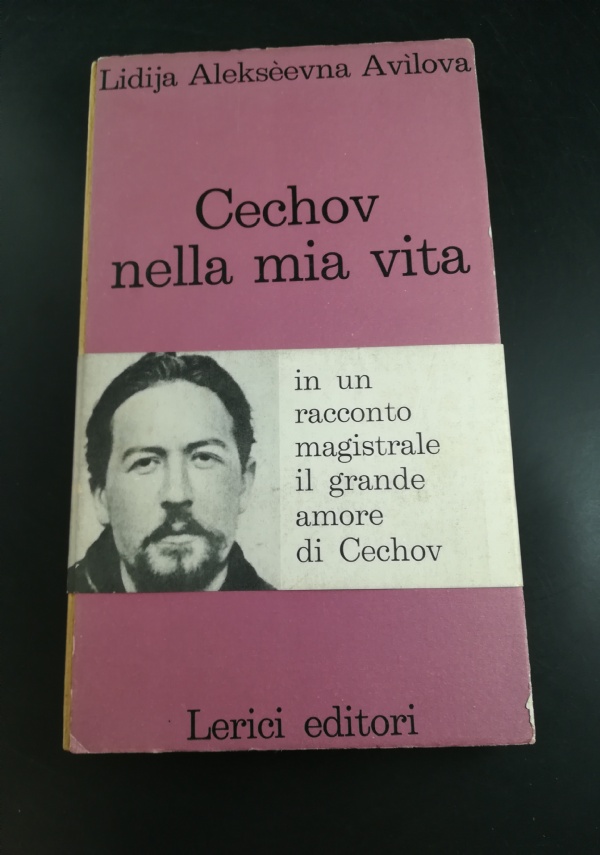 Lidija Aleksèevna Avìlova
Cechov
nella mia vita
in un
racconto
magistrale
il grande
amore
di Cechov
Lerici editori